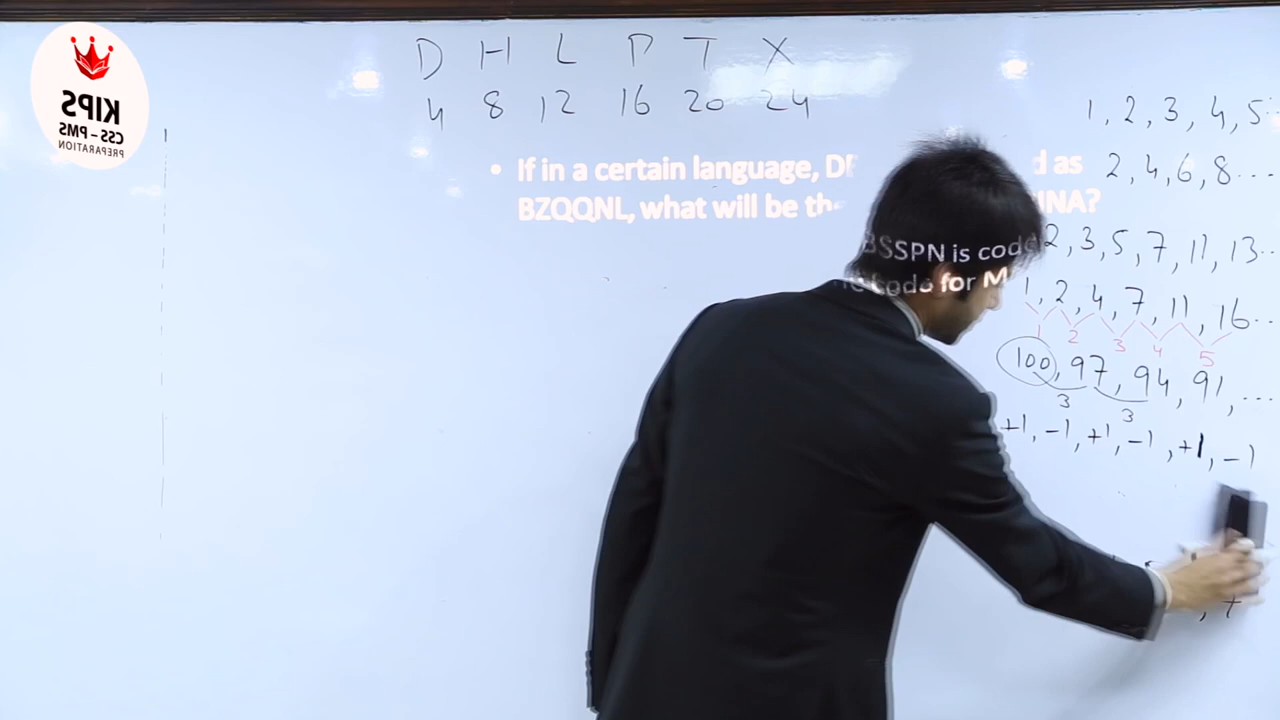 KIPS
CSS – PMS
PREPARATION
D H L P T X
4 8 12 16 20 24
• If in a certain language, D d as
BZQQNL, what will be th INA?
BSSPN is code
code for M
1, 2, 3, 4, 5..
2, 4, 6, 8....
2, 3, 5, 7, 11, 13..
1, 2, 4, 7, 11, 16...
1 2 3 4 5
100, 97, 94, 91, ...
3 3
+1, -1, +1, -1, +1, -1
, +